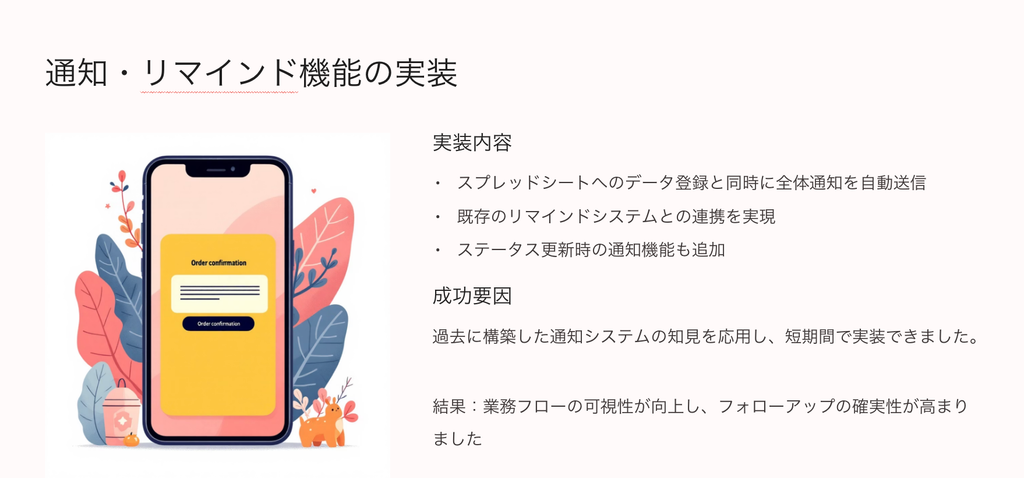 通知・リマインド機能の実装
Order confirmation
Order confirmation
実装内容
・ スプレッドシートへのデータ登録と同時に全体通知を自動送信
・ 既存のリマインドシステムとの連携を実現
・ ステータス更新時の通知機能も追加
成功要因
過去に構築した通知システムの知見を応用し、短期間で実装できました。
結果：業務フローの可視性が向上し、フォローアップの確実性が高まり
ました